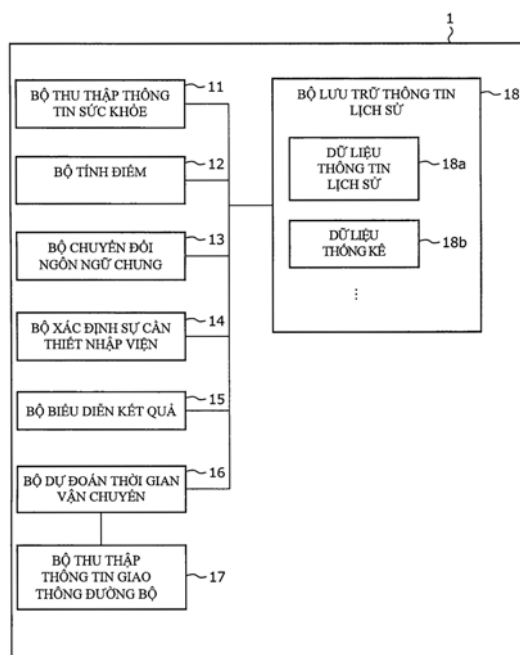 1
BỘ THU THẬP THÔNG
TIN SỨC KHỎE
11
BỘ TÍNH ĐIỂM
12
BỘ CHUYỂN ĐỔI
NGÔN NGỮ CHUNG
13
BỘ XÁC ĐỊNH SỰ CẦN
THIẾT NHẬP VIỆN
14
BỘ BIỂU DIỄN KẾT QUẢ
15
BỘ DỰ ĐOÁN THỜI GIAN
VẬN CHUYỂN
16
BỘ THU THẬP
THÔNG TIN GIAO
THÔNG ĐƯỜNG BỘ
17
BỘ LƯU TRỮ THÔNG TIN
LỊCH SỬ
18
DỮ LIỆU
THÔNG TIN
LỊCH SỬ
18a
DỮ LIỆU
THỐNG KÊ
18b
⋮